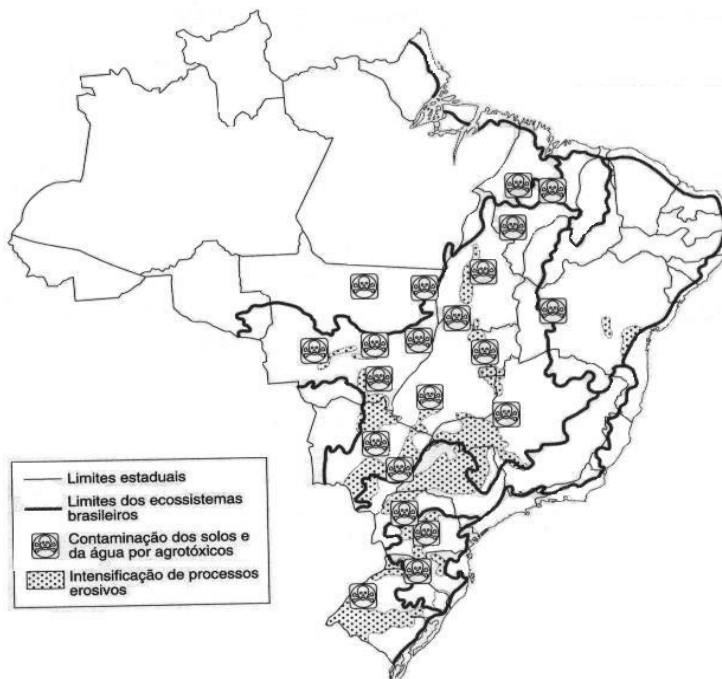 Limites estaduais
Limites dos ecossistemas
brasileiros
Contaminação dos solos e
da água por agrotóxicos
Intensificação de processos
erosivos